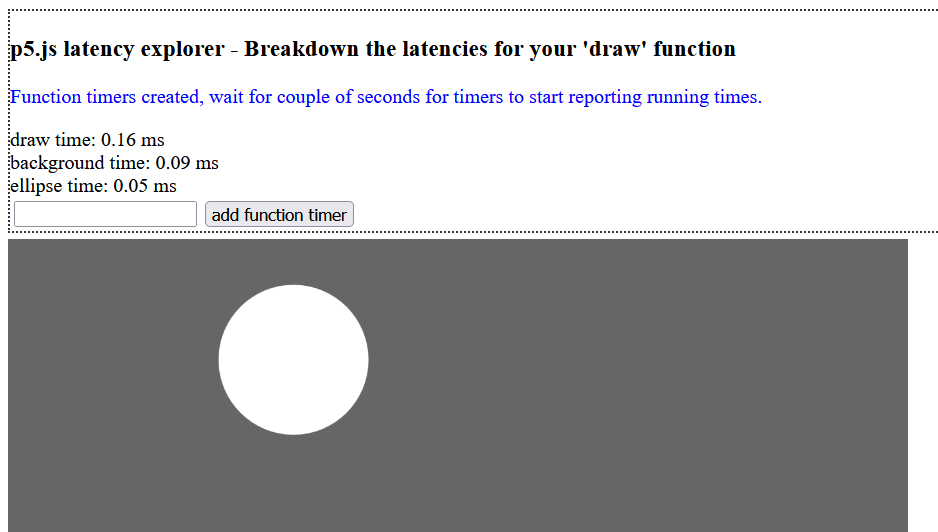 p5.js latency explorer - Breakdown the latencies for your 'draw' function
Function timers created, wait for couple of seconds for timers to start reporting running times.
draw time: 0.16 ms
background time: 0.09 ms
ellipse time: 0.05 ms
add function timer